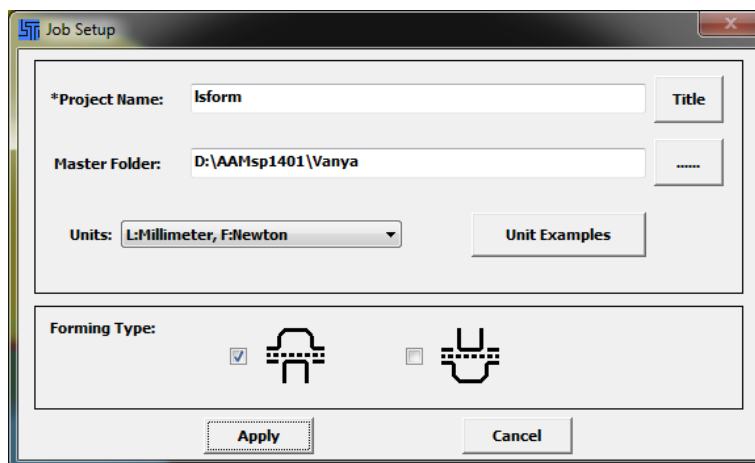 Job Setup
*Project Name: lsform Title
Master Folder: D:\AAMsp1401\Vanya ......
Units: L:Millimeter, F:Newton Unit Examples
Forming Type:
Apply Cancel